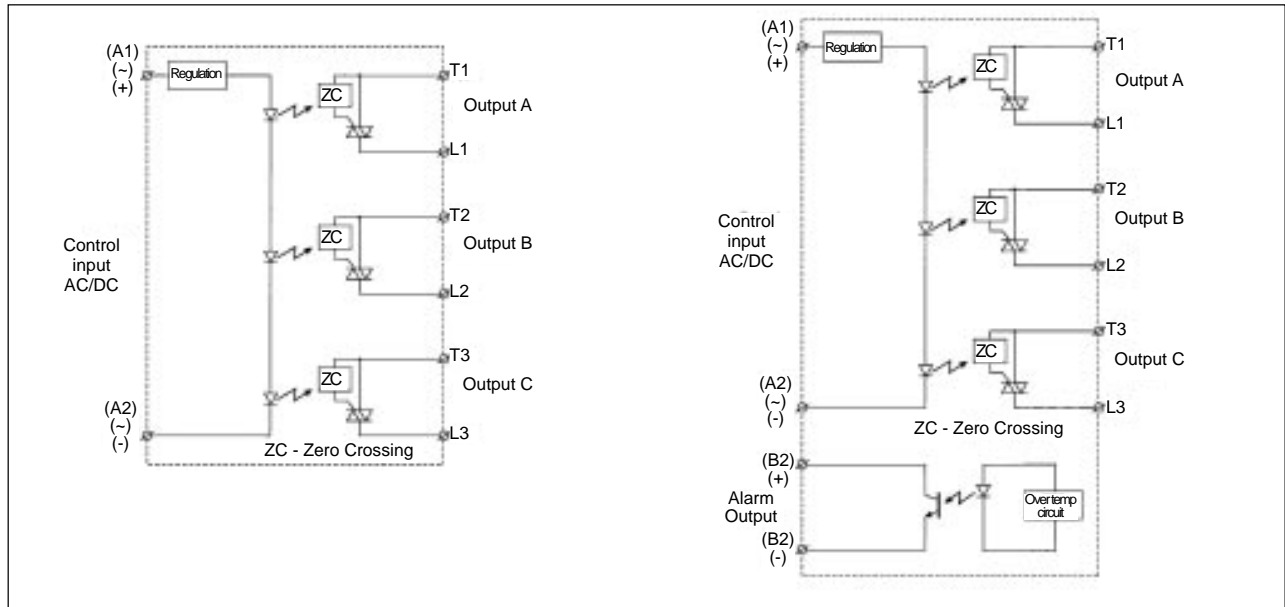 (A1)
(~)
(+)
Regulation
ZC
T1
Output A
L1
ZC
T2
Output B
L2
Control
input
AC/DC
ZC
T3
Output C
L3
(A2)
(~)
(-)
ZC - Zero Crossing
(A1)
(~)
(+)
Regulation
ZC
T1
Output A
L1
ZC
T2
Output B
L2
Control
input
AC/DC
ZC
T3
Output C
L3
(A2)
(~)
(-)
ZC - Zero Crossing
(B2)
(+)
Alarm
Output
(B2)
(-)
Over temp
circuit